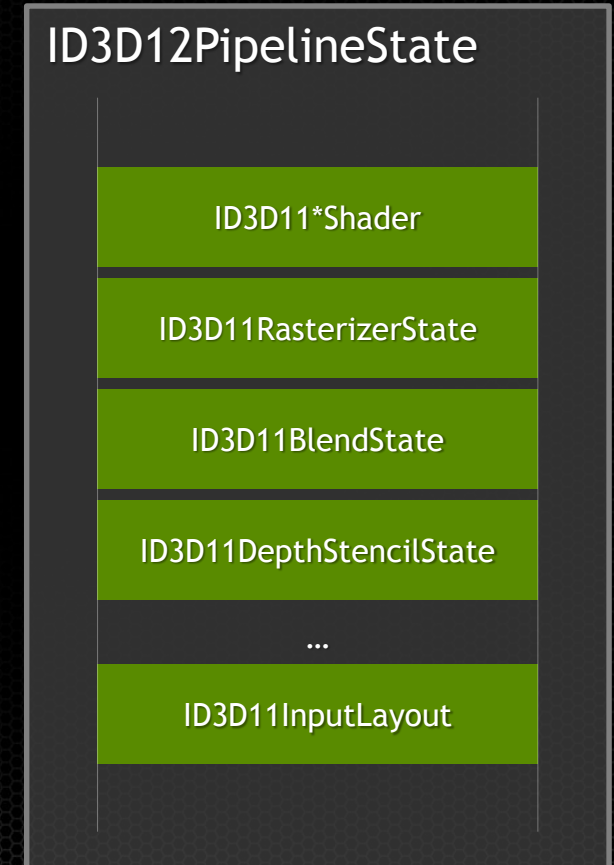 ID3D12PipelineState
ID3D11*Shader
ID3D11RasterizerState
ID3D11BlendState
ID3D11DepthStencilState
…
ID3D11InputLayout